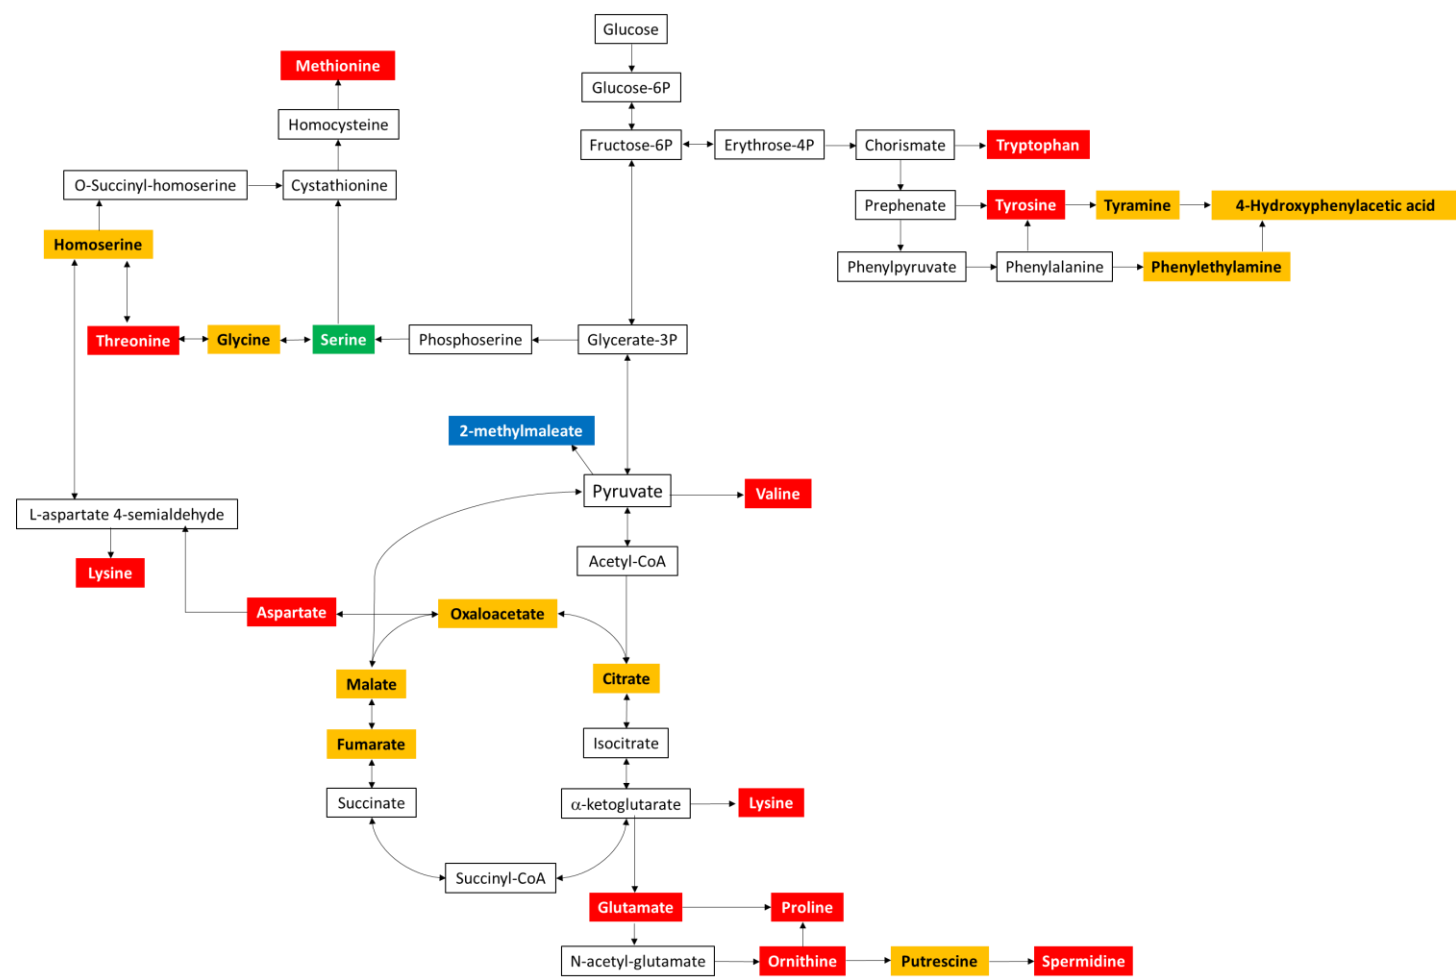 Glucose
Methionine
Glucose-6P
Homocysteine
Fructose-6P
Erythrose-4P
Chorismate
Tryptophan
O-Succinyl-homoserine
Cystathionine
Prephenate
Tyrosine
Tyramine
4-Hydroxyphenylacetic acid
Homoserine
Phenylpyruvate
Phenylalanine
Phenylethylamine
Threonine
Glycine
Serine
Phosphoserine
Glycerate-3P
2-methylmaleate
Pyruvate
Valine
L-aspartate 4-semialdehyde
Acetyl-CoA
Lysine
Aspartate
Oxaloacetate
Malate
Citrate
Fumarate
Isocitrate
Succinate
α-ketoglutarate
Lysine
Succinyl-CoA
Glutamate
Proline
N-acetyl-glutamate
Ornithine
Putrescine
Spermidine